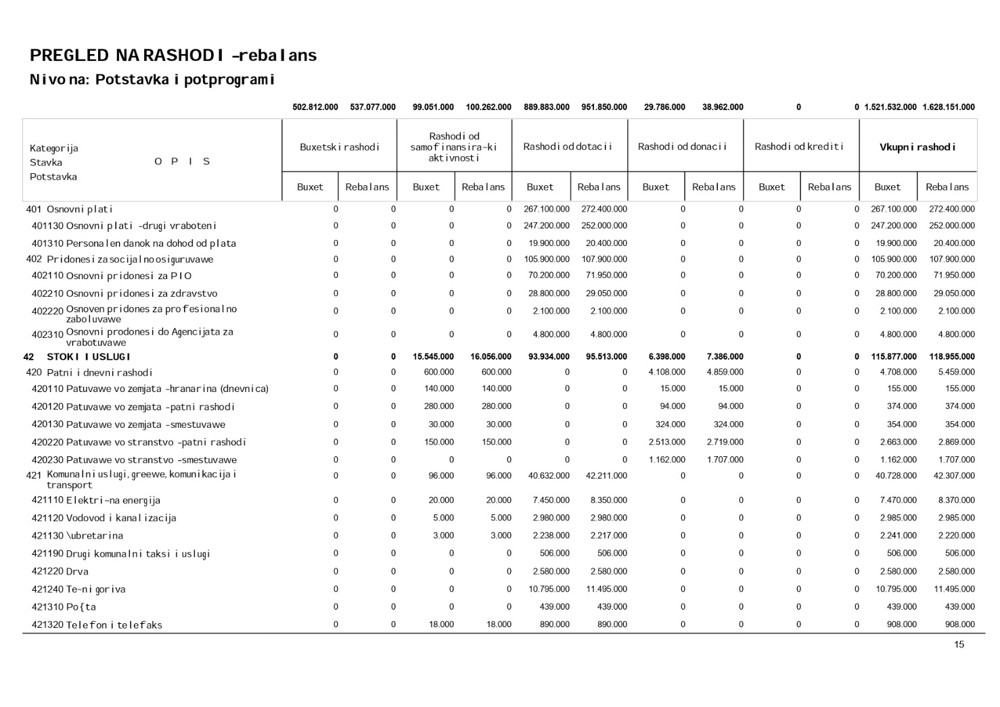 PREGLED NA RASHODI -rebalans
Nivo na: Potstavka i potprogrami
502.812.000 537.077.000 99.051.000 100.262.000 889.883.000 951.850.000 29.786.000 38.962.000 0 0 1.521.532.000 1.628.151.000
Kategorija
Stavka
Potstavka
O P I S
Buxetski rashodi
Rashodi od
samofinansira~ki
aktivnosti
Rashodi od dotacii
Rashodi od donacii
Rashodi od krediti
Vkupni rashodi
Buxet Rebalans Buxet Rebalans Buxet Rebalans Buxet Rebalans Buxet Rebalans Buxet Rebalans
401 Osnovni plati 0 0 0 0 267.100.000 272.400.000 0 0 0 0 267.100.000 272.400.000
401130 Osnovni plati -drugi vraboteni 0 0 0 0 247.200.000 252.000.000 0 0 0 0 247.200.000 252.000.000
401310 Personalen danok na dohod od plata 0 0 0 0 19.900.000 20.400.000 0 0 0 0 19.900.000 20.400.000
402 Pridonesi za socijalno osiguruvawe 0 0 0 0 105.900.000 107.900.000 0 0 0 0 105.900.000 107.900.000
402110 Osnovni pridonesi za PIO 0 0 0 0 70.200.000 71.950.000 0 0 0 0 70.200.000 71.950.000
402210 Osnovni pridonesi za zdravstvo 0 0 0 0 28.800.000 29.050.000 0 0 0 0 28.800.000 29.050.000
402220 Osnoven pridones za profesionalno 0 0 0 0 2.100.000 2.100.000 0 0 0 0 2.100.000 2.100.000
zaboluvawe
402310 Osnovni prodonesi do Agencijata za 0 0 0 0 4.800.000 4.800.000 0 0 0 0 4.800.000 4.800.000
vrabotuvawe
42 STOKI I USLUGI 0 0 15.545.000 16.056.000 93.934.000 95.513.000 6.398.000 7.386.000 0 0 115.877.000 118.955.000
420 Patni i dnevni rashodi 0 0 600.000 600.000 0 0 4.108.000 4.859.000 0 0 4.708.000 5.459.000
420110 Patuvawe vo zemjata -hranarina (dnevnica) 0 0 140.000 140.000 0 0 15.000 15.000 0 0 155.000 155.000
420120 Patuvawe vo zemjata -patni rashodi 0 0 280.000 280.000 0 0 94.000 94.000 0 0 374.000 374.000
420130 Patuvawe vo zemjata -smestuvawe 0 0 30.000 30.000 0 0 324.000 324.000 0 0 354.000 354.000
420220 Patuvawe vo stranstvo -patni rashodi 0 0 150.000 150.000 0 0 2.513.000 2.719.000 0 0 2.663.000 2.869.000
420230 Patuvawe vo stranstvo -smestuvawe 0 0 0 0 0 0 1.162.000 1.707.000 0 0 1.162.000 1.707.000
421 Komunalni uslugi, greewe, komunikacija i 0 0 96.000 96.000 40.632.000 42.211.000 0 0 0 0 40.728.000 42.307.000
transport
421110 Elektri~na energija 0 0 20.000 20.000 7.450.000 8.350.000 0 0 0 0 7.470.000 8.370.000
421120 Vodovod i kanalizacija 0 0 5.000 5.000 2.980.000 2.980.000 0 0 0 0 2.985.000 2.985.000
421130 \ubretarina 0 0 3.000 3.000 2.238.000 2.217.000 0 0 0 0 2.241.000 2.220.000
421190 Drugi komunalni taksi i uslugi 0 0 0 0 506.000 506.000 0 0 0 0 506.000 506.000
421220 Drva 0 0 0 0 2.580.000 2.580.000 0 0 0 0 2.580.000 2.580.000
421240 Te~ni goriva 0 0 0 0 10.795.000 11.495.000 0 0 0 0 10.795.000 11.495.000
421310 Po{ta 0 0 0 0 439.000 439.000 0 0 0 0 439.000 439.000
421320 Telefon i telefaks 0 0 18.000 18.000 890.000 890.000 0 0 0 0 908.000 908.000
15